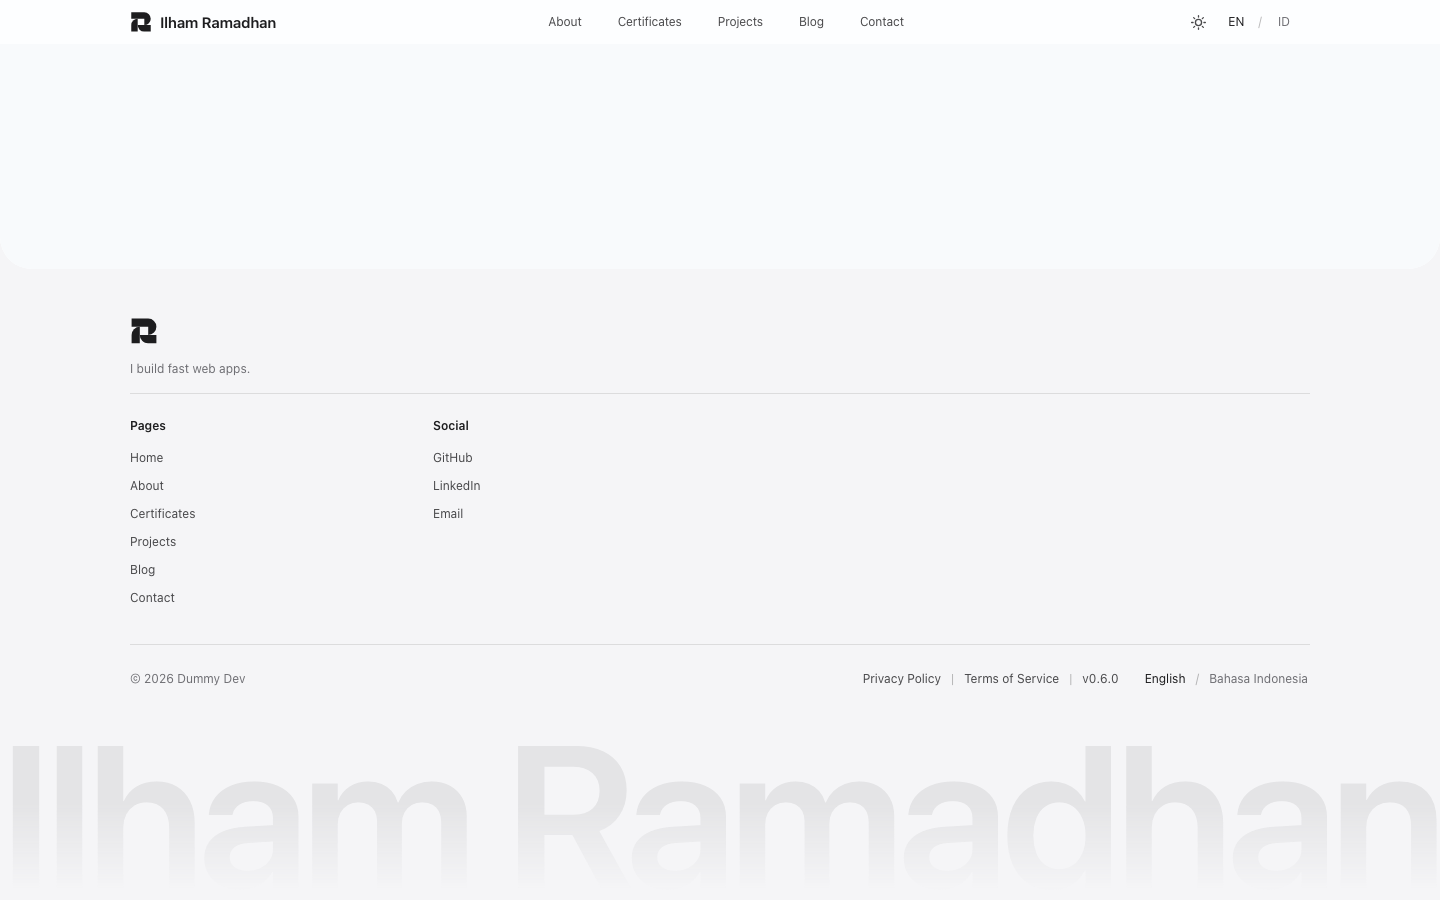 Ilham Ramadhan
About
Certificates
Projects
Blog
Contact
EN / ID
I build fast web apps.
Pages
Home
About
Certificates
Projects
Blog
Contact
Social
GitHub
LinkedIn
Email
© 2026 Dummy Dev
Privacy Policy | Terms of Service | v0.6.0
English / Bahasa Indonesia
Ilham Ramadhan